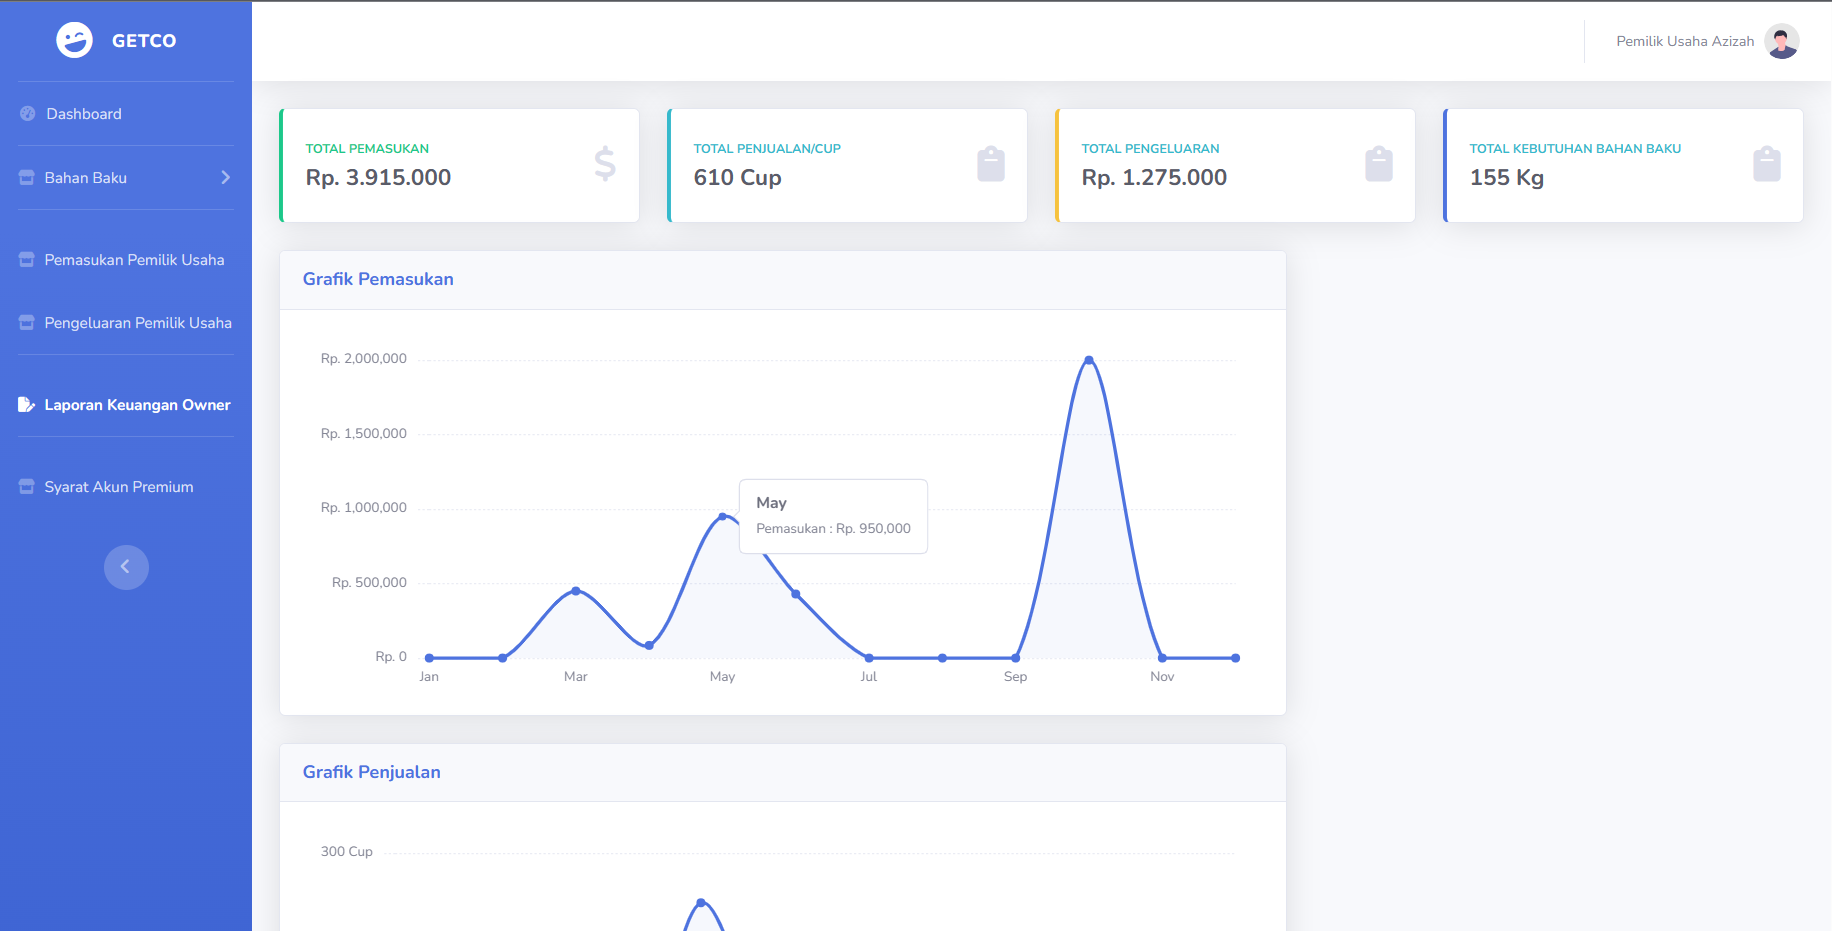 GETCO
Pemilik Usaha Azizah
Dashboard
Bahan Baku
Pemasukan Pemilik Usaha
Pengeluaran Pemilik Usaha
Laporan Keuangan Owner
Syarat Akun Premium
TOTAL PEMASUKAN
Rp. 3.915.000
TOTAL PENJUALAN/CUP
610 Cup
TOTAL PENGELUARAN
Rp. 1.275.000
TOTAL KEBUTUHAN BAHAN BAKU
155 Kg
Grafik Pemasukan
Rp. 2,000,000
Rp. 1,500,000
Rp. 1,000,000
Rp. 500,000
Rp. 0
May
Pemasukan : Rp. 950,000
Jan Mar May Jul Sep Nov
Grafik Penjualan
300 Cup